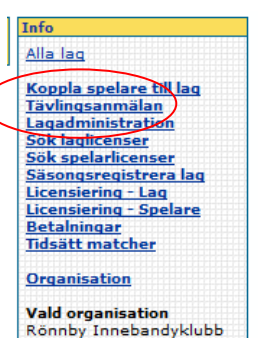 Info
Alla lag
Koppla spelare till lag
Tävlingsanmälan
Lagadministration
Sök laglicenser
Sök spelarlicenser
Säsongsregistrera lag
Licensiering - Lag
Licensiering - Spelare
Betalningar
Tidsätt matcher
Organisation
Vald organisation
Rönnby Innebandyklubb